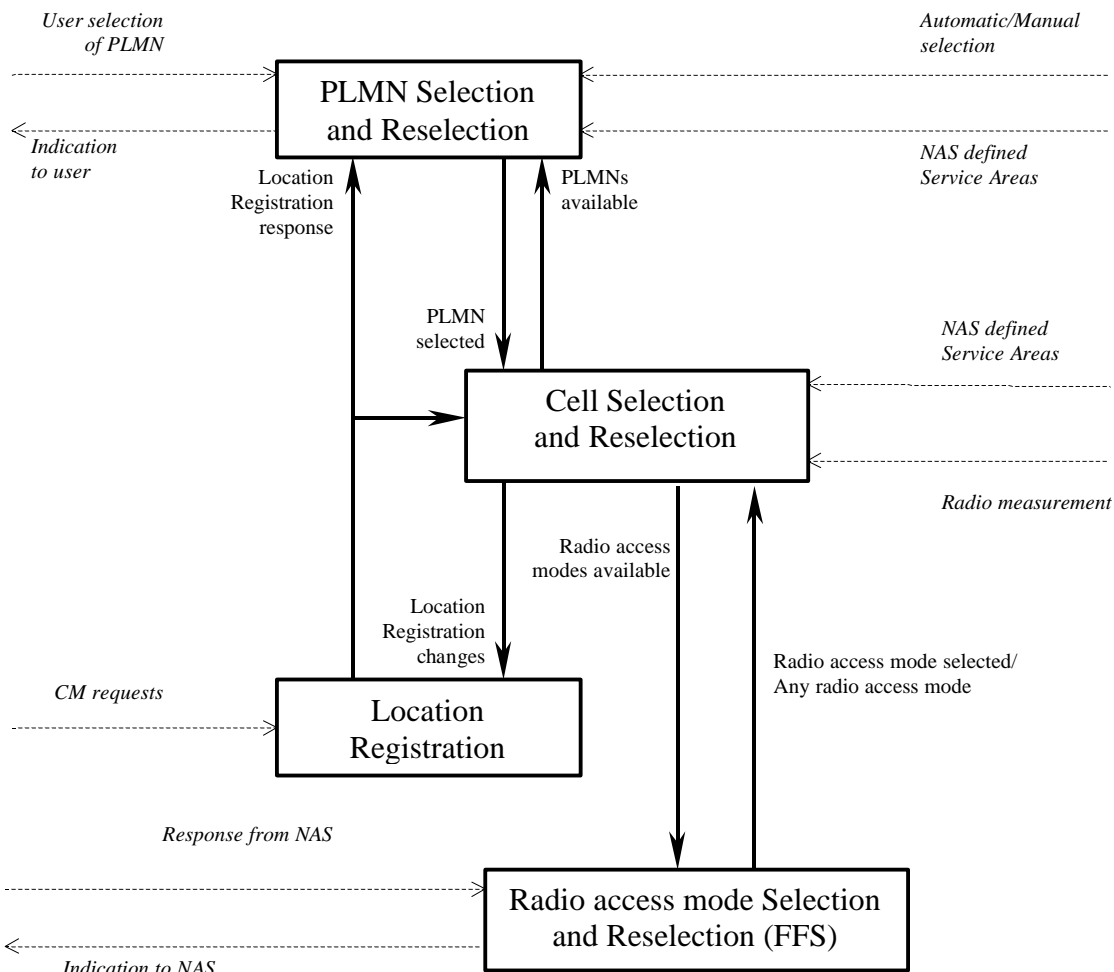 User selection
of PLMN
Automatic/Manual
selection
PLMN Selection
and Reselection
Indication
to user
NAS defined
Service Areas
Location
Registration
response
PLMNs
available
PLMN
selected
NAS defined
Service Areas
Cell Selection
and Reselection
Radio measurement
Radio access
modes available
Location
Registration
changes
Radio access mode selected/
Any radio access mode
CM requests
Location
Registration
Response from NAS
Radio access mode Selection
and Reselection (FFS)
Indication to NAS